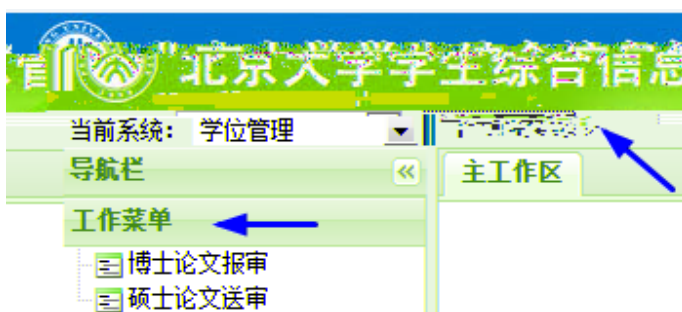 北京大学学生综合信息
当前系统： 学位管理
导航栏
主工作区
工作菜单
博士论文报审
硕士论文送审